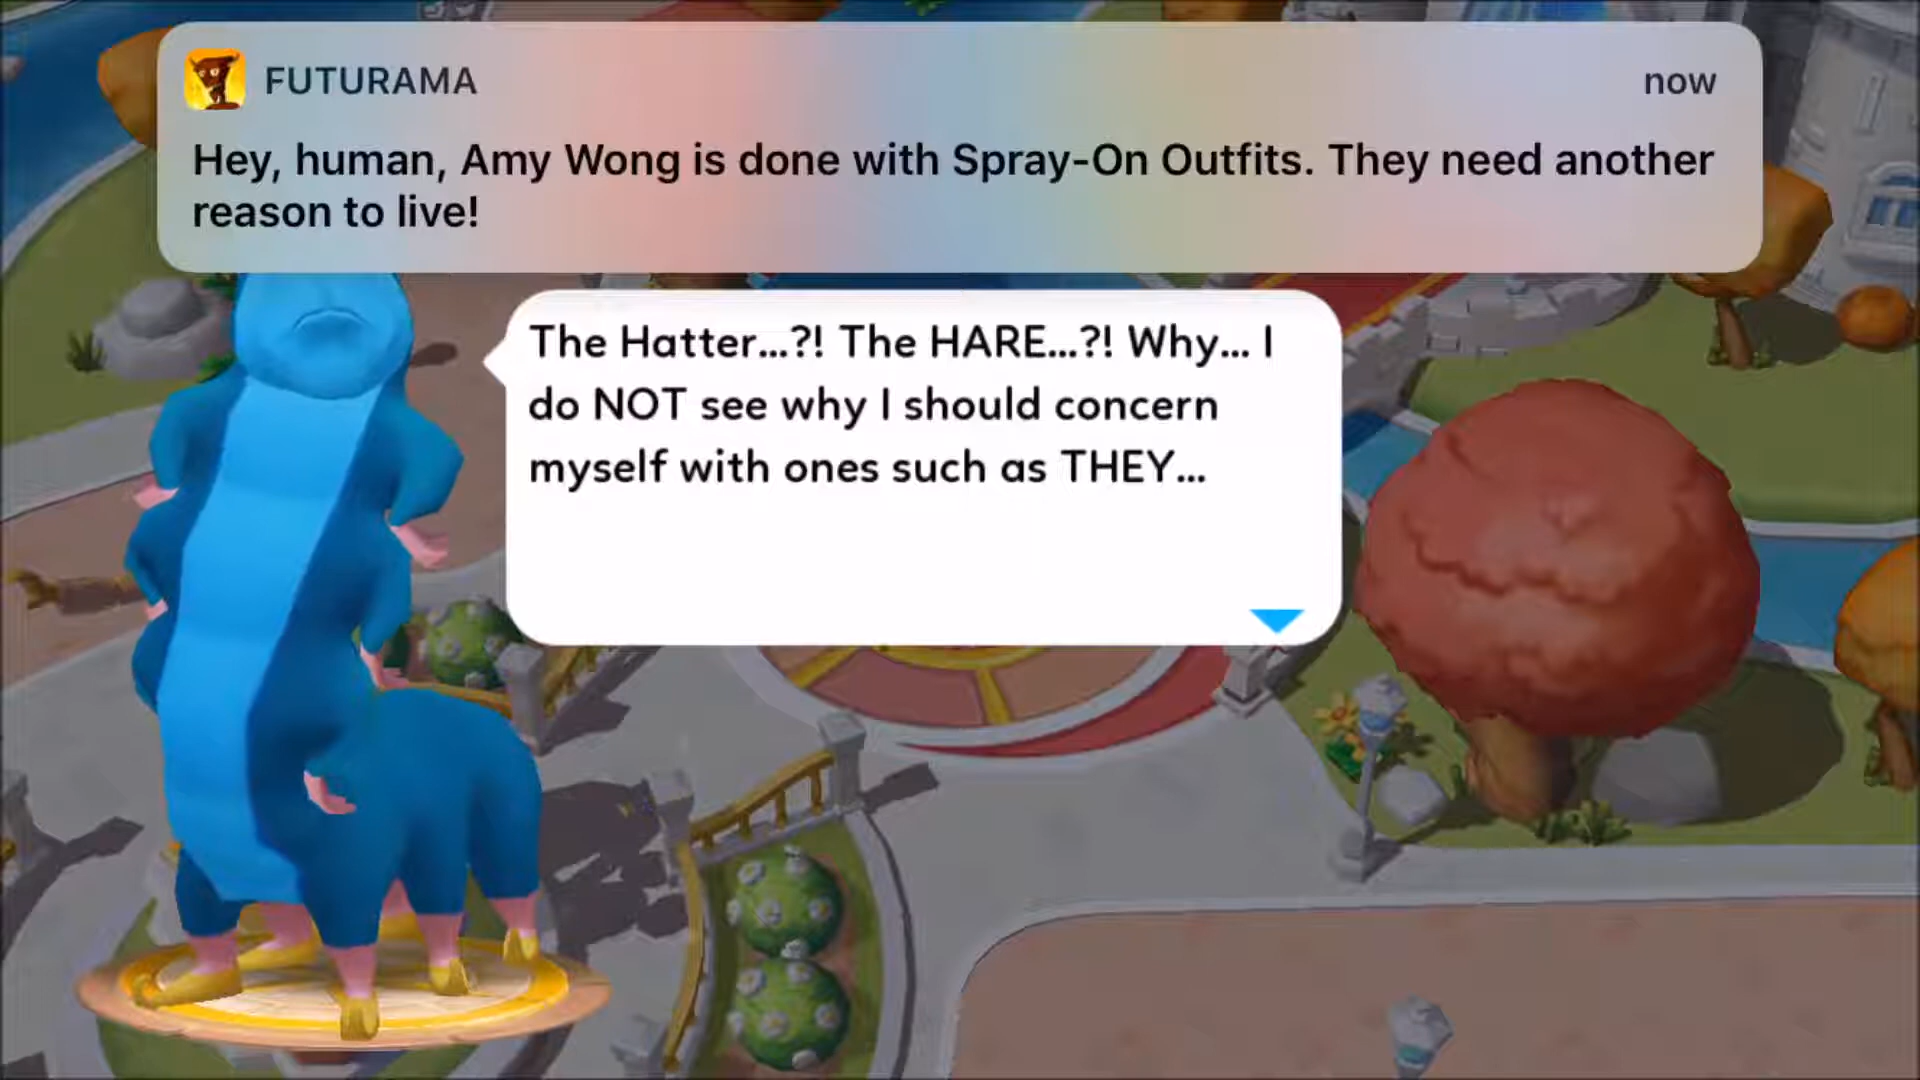 FUTURAMA
now
Hey, human, Amy Wong is done with Spray-On Outfits. They need another
reason to live!
The Hatter...?! The HARE...?! Why... I
do NOT see why I should concern
myself with ones such as THEY...